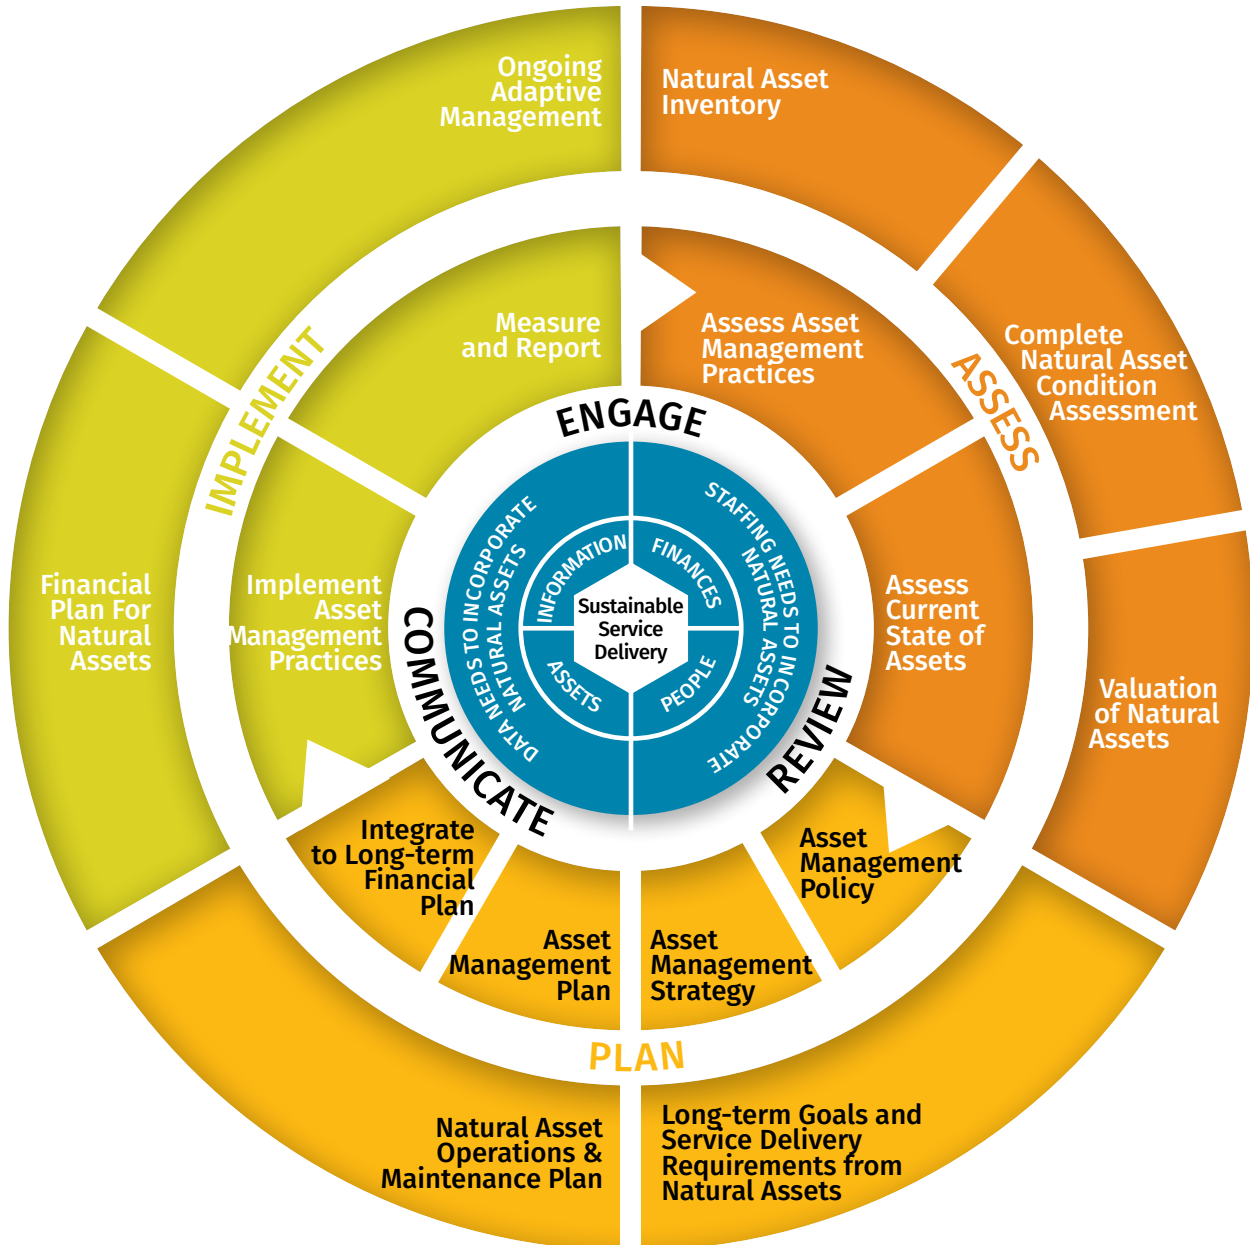 Ongoing
Adaptive
Management
Natural Asset
Inventory
Complete
Natural Asset
Condition
Assessment
Valuation
of Natural
Assets
Long-term Goals and
Service Delivery
Requirements from
Natural Assets
Natural Asset
Operations &
Maintenance Plan
Financial
Plan For
Natural
Assets
IMPLEMENT
ASSESS
PLAN
Measure
and Report
Assess Asset
Management
Practices
Assess
Current
State of
Assets
Asset
Management
Policy
Asset
Management
Strategy
Asset
Management
Plan
Integrate
to Long-term
Financial
Plan
Implement
Asset
Management
Practices
ENGAGE
REVIEW
COMMUNICATE
DATA NEEDS TO INCORPORATE
NATURAL ASSETS
STAFFING NEEDS TO INCORPORATE
NATURAL ASSETS
INFORMATION
FINANCES
ASSETS
PEOPLE
Sustainable
Service
Delivery